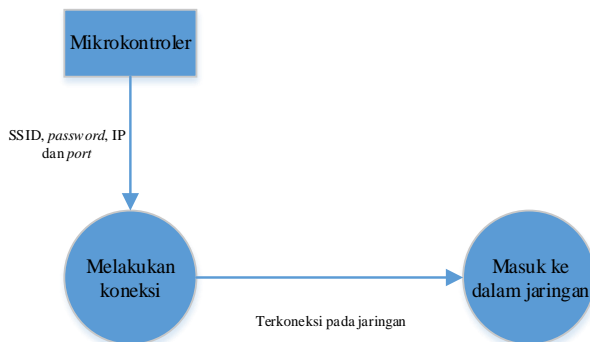 Mikrokontroler
SSID, password, IP
dan port
Melakukan
koneksi
Terkoneksi pada jaringan
Masuk ke
dalam jaringan